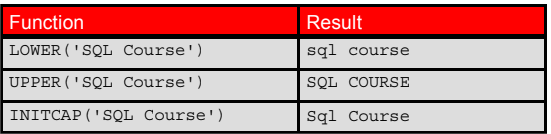 Function Result
LOWER('SQL Course') sql course
UPPER('SQL Course') SQL COURSE
INITCAP('SQL Course') Sql Course